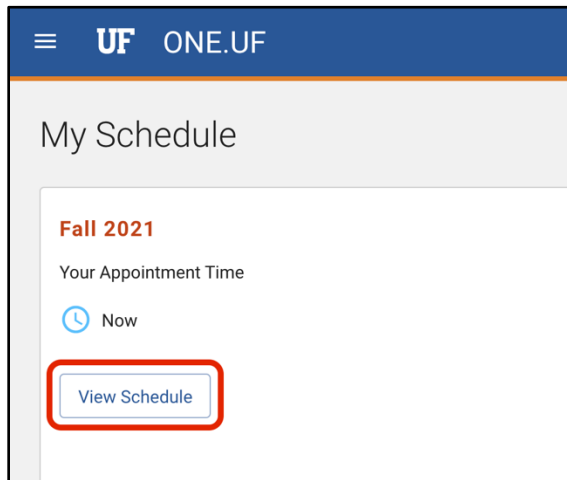 UF ONE.UF
My Schedule
Fall 2021
Your Appointment Time
Now
View Schedule